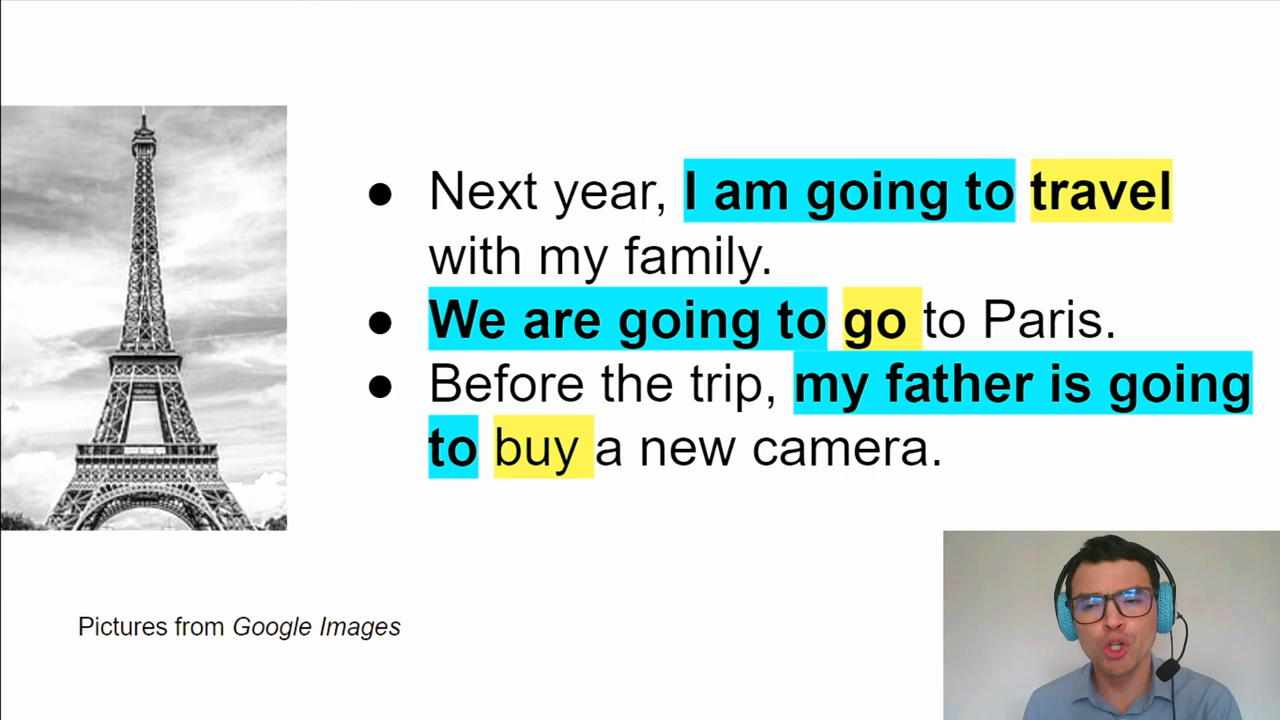 Next year, I am going to travel
with my family.
We are going to go to Paris.
Before the trip, my father is going
to buy a new camera.
Pictures from Google Images